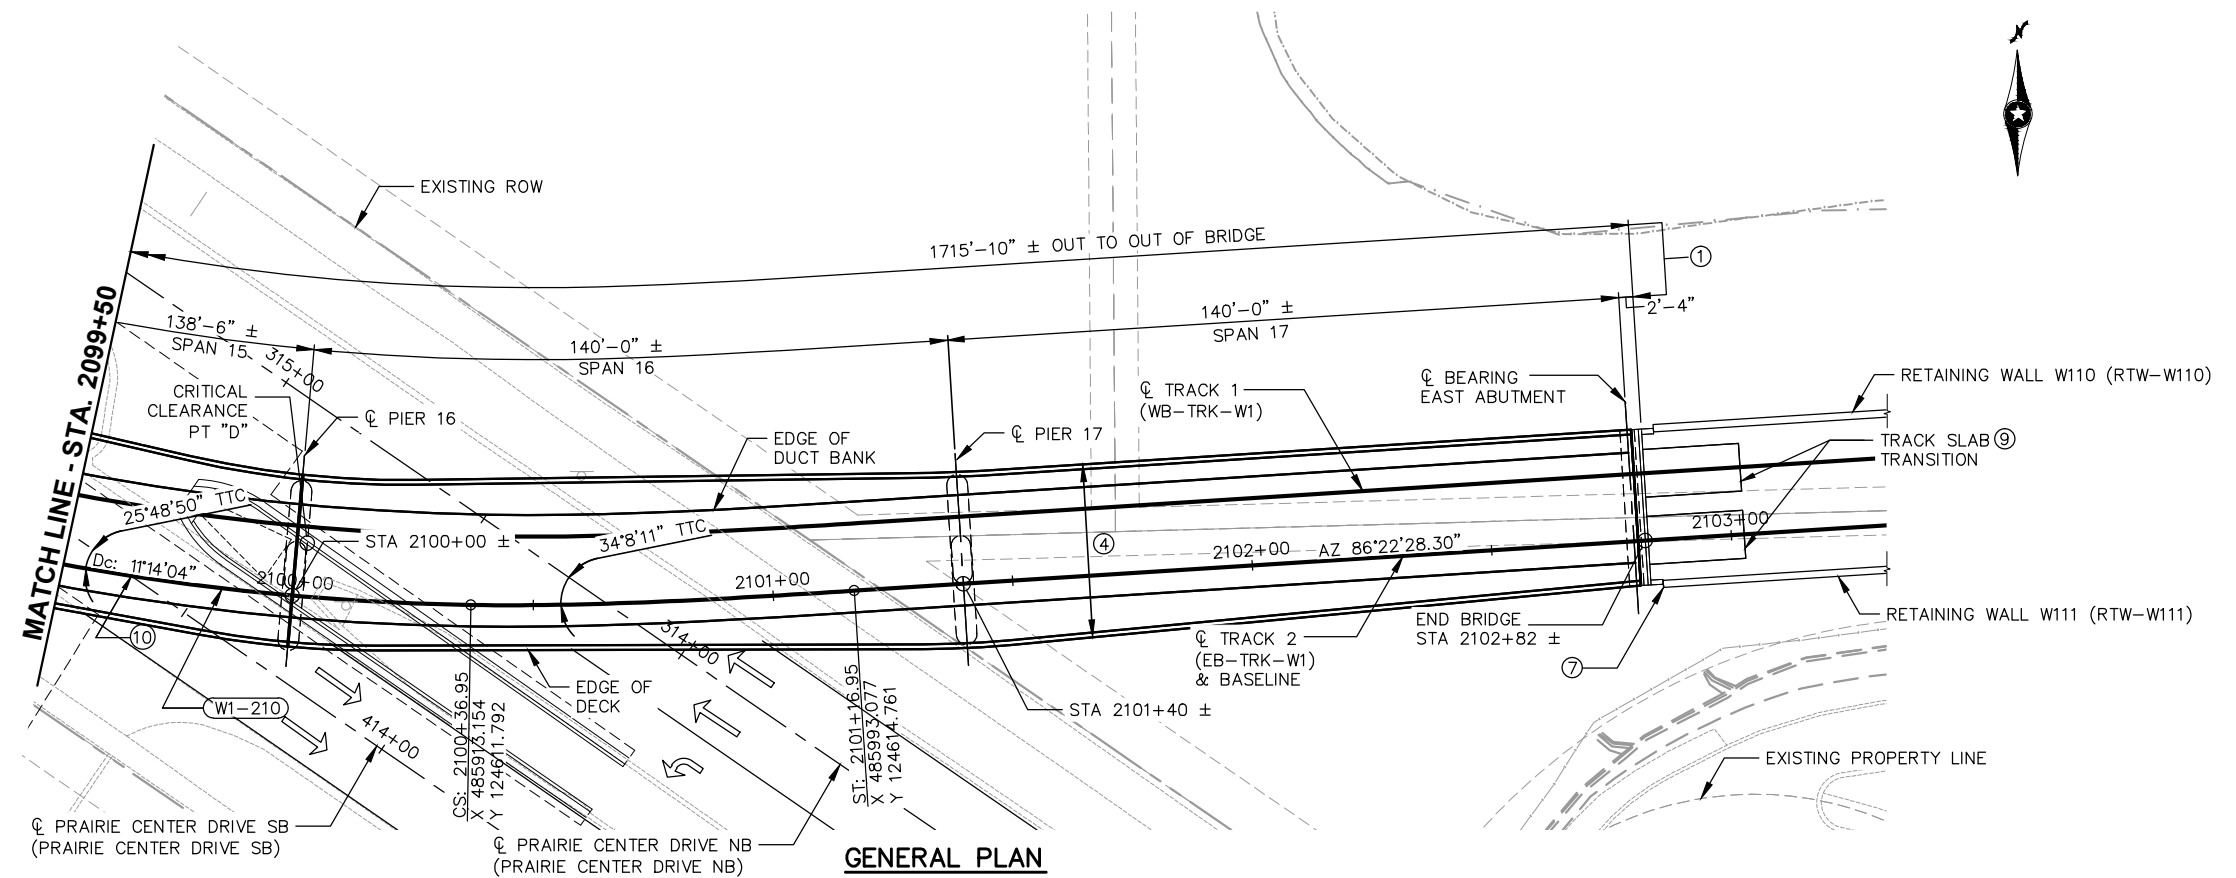 N
EXISTING ROW
1715'-10" ± OUT TO OUT OF BRIDGE
①
2'-4"
138'-6" ±
SPAN 15
315+00
140'-0" ±
SPAN 16
140'-0" ±
SPAN 17
MATCH LINE - STA. 2099+50
CRITICAL
CLEARANCE
PT "D"
℄ PIER 16
EDGE OF
DUCT BANK
℄ PIER 17
℄ TRACK 1
(WB-TRK-W1)
℄ BEARING
EAST ABUTMENT
RETAINING WALL W110 (RTW-W110)
TRACK SLAB ⑨
TRANSITION
25°48'50" TTC
34°8'11" TTC
STA 2100+00 ±
Dc: 11°14'04"
2100+00
2101+00
④
2102+00
AZ 86°22'28.30"
2103+00
⑩
W1-210
314+00
414+00
EDGE OF
DECK
CS: 2100+36.95
X 485913.154
Y 124611.792
ST: 2101+16.95
X 485993.077
Y 124614.761
STA 2101+40 ±
℄ TRACK 2
(EB-TRK-W1)
& BASELINE
END BRIDGE
STA 2102+82 ±
⑦
RETAINING WALL W111 (RTW-W111)
EXISTING PROPERTY LINE
℄ PRAIRIE CENTER DRIVE SB
(PRAIRIE CENTER DRIVE SB)
℄ PRAIRIE CENTER DRIVE NB
(PRAIRIE CENTER DRIVE NB)
GENERAL PLAN